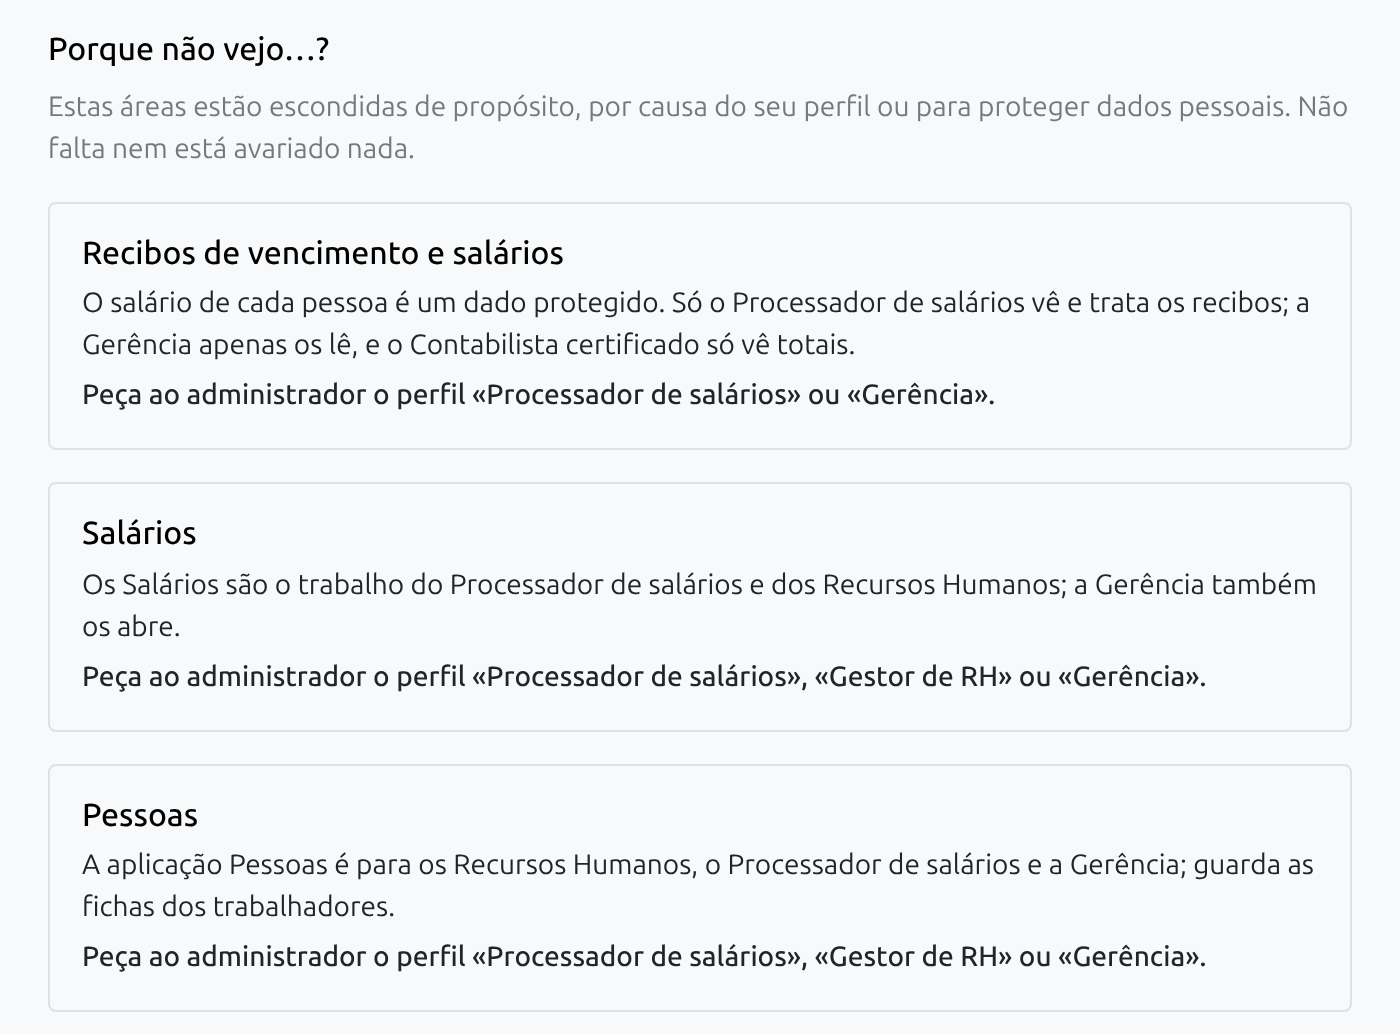 Porque não vejo…?
Estas áreas estão escondidas de propósito, por causa do seu perfil ou para proteger dados pessoais. Não
falta nem está avariado nada.
Recibos de vencimento e salários
O salário de cada pessoa é um dado protegido. Só o Processador de salários vê e trata os recibos; a
Gerência apenas os lê, e o Contabilista certificado só vê totais.
Peça ao administrador o perfil «Processador de salários» ou «Gerência».
Salários
Os Salários são o trabalho do Processador de salários e dos Recursos Humanos; a Gerência também
os abre.
Peça ao administrador o perfil «Processador de salários», «Gestor de RH» ou «Gerência».
Pessoas
A aplicação Pessoas é para os Recursos Humanos, o Processador de salários e a Gerência; guarda as
fichas dos trabalhadores.
Peça ao administrador o perfil «Processador de salários», «Gestor de RH» ou «Gerência».